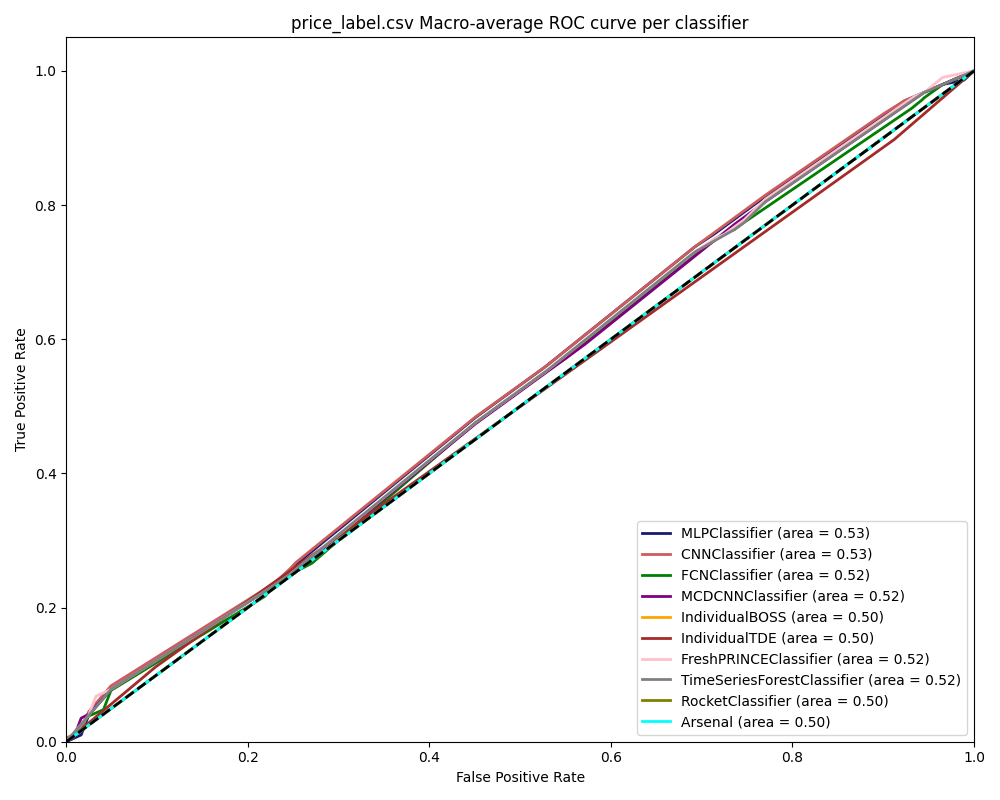 price_label.csv Macro-average ROC curve per classifier
True Positive Rate
1.0
0.8
0.6
0.4
0.2
0.0
MLPClassifier (area = 0.53)
CNNClassifier (area = 0.53)
FCNClassifier (area = 0.52)
MCDCNNClassifier (area = 0.52)
IndividualBOSS (area = 0.50)
IndividualTDE (area = 0.50)
FreshPRINCEClassifier (area = 0.52)
TimeSeriesForestClassifier (area = 0.52)
RocketClassifier (area = 0.50)
Arsenal (area = 0.50)
0.0 0.2 0.4 0.6 0.8 1.0
False Positive Rate